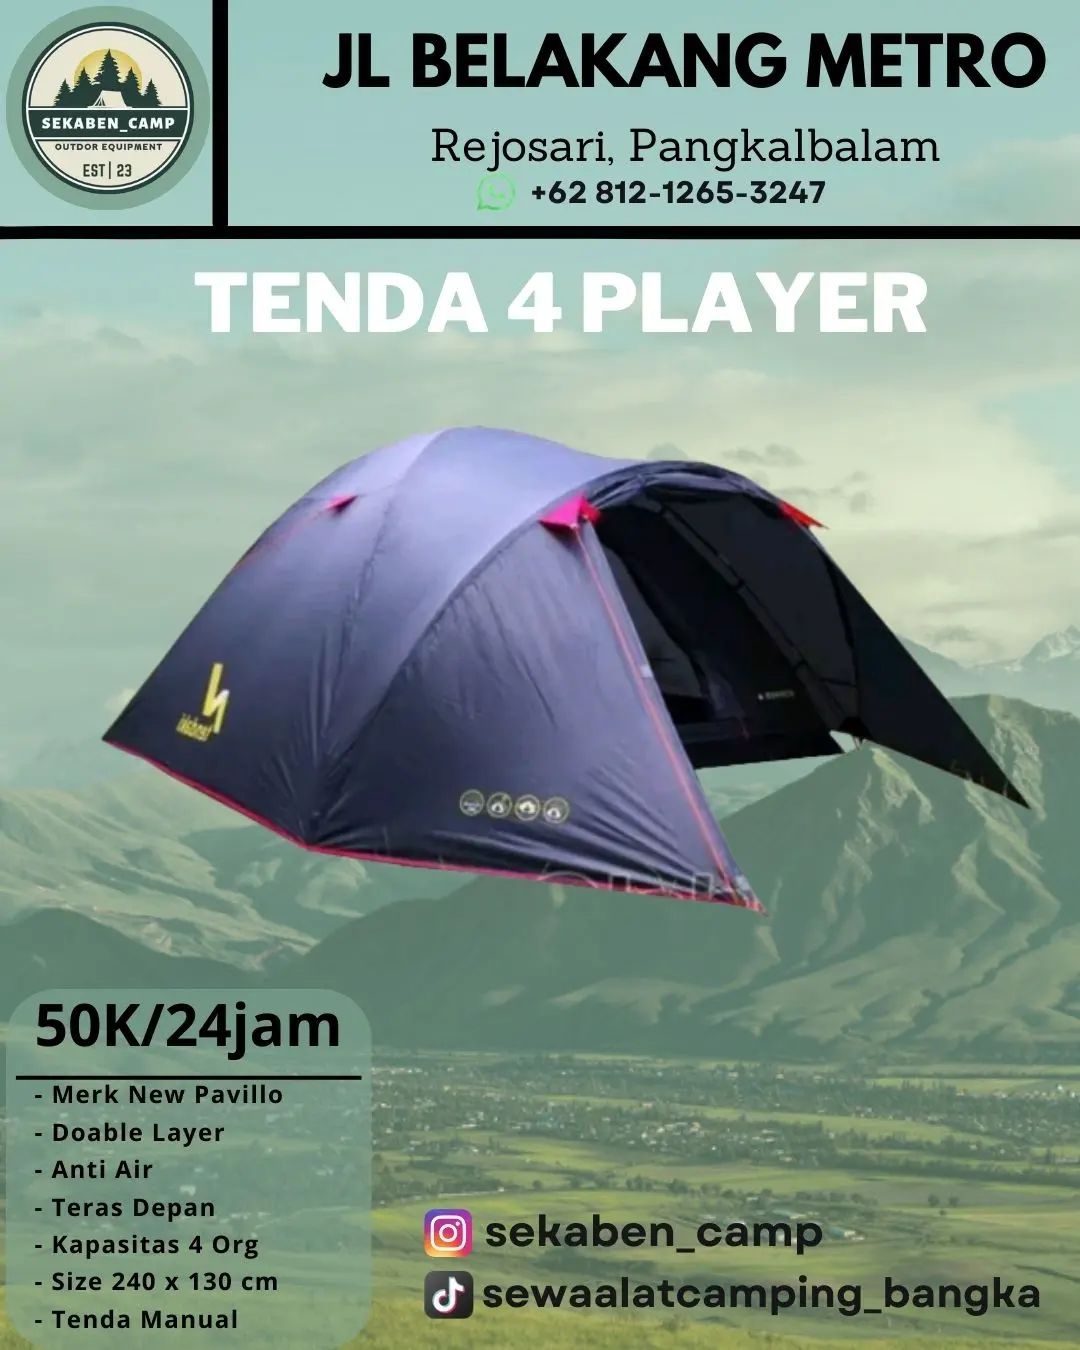 SEKABEN_CAMP
OUTDOOR EQUIPMENT
EST | 23
JL BELAKANG METRO
Rejosari, Pangkalbalam
+62 812-1265-3247
TENDA 4 PLAYER
50K/24jam
- Merk New Pavillo
- Doable Layer
- Anti Air
- Teras Depan
- Kapasitas 4 Org
- Size 240 x 130 cm
- Tenda Manual
sekaben_camp
sewaalatcamping_bangka